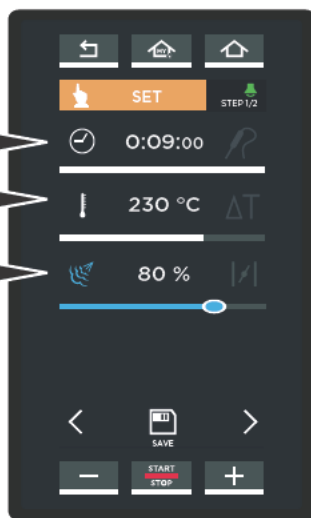 MY
SET
STEP 1/2
0:09:00
230 °C ΔT
80 %
SAVE
START
STOP
− +